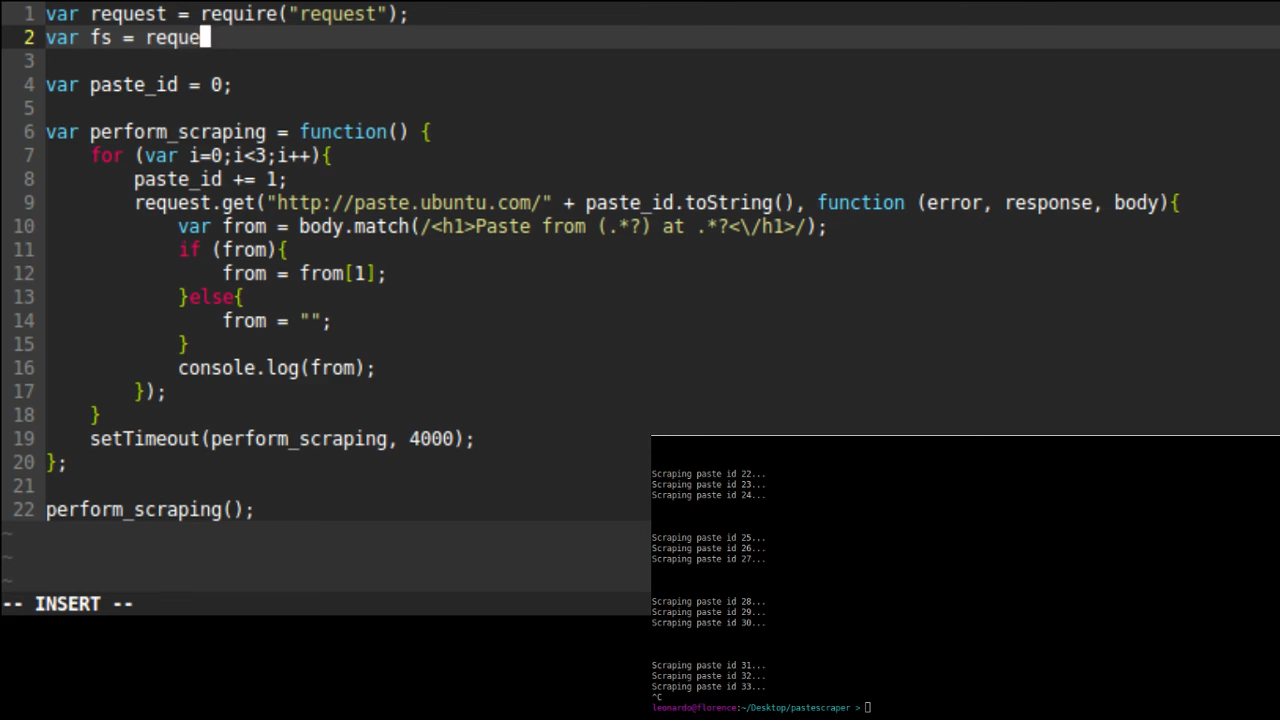 1 var request = require("request");
2 var fs = reque
3
4 var paste_id = 0;
5
6 var perform_scraping = function() {
7     for (var i=0;i<3;i++){
8         paste_id += 1;
9         request.get("http://paste.ubuntu.com/" + paste_id.toString(), function (error, response, body){
10             var from = body.match(/<h1>Paste from (.*?) at .*?<\/h1>/);
11             if (from){
12                 from = from[1];
13             }else{
14                 from = "";
15             }
16             console.log(from);
17         });
18     }
19     setTimeout(perform_scraping, 4000);
20 };
21
22 perform_scraping();
~
~
~
-- INSERT --
Scraping paste id 22...
Scraping paste id 23...
Scraping paste id 24...
Scraping paste id 25...
Scraping paste id 26...
Scraping paste id 27...
Scraping paste id 28...
Scraping paste id 29...
Scraping paste id 30...
Scraping paste id 31...
Scraping paste id 32...
Scraping paste id 33...
^C
leonardo@florence:~/Desktop/pastescraper >